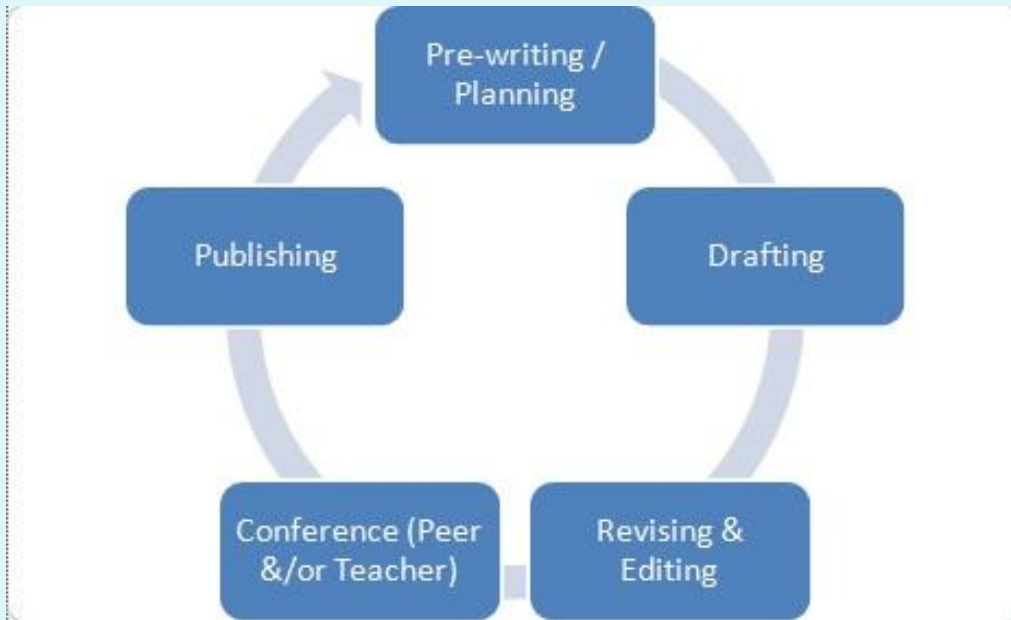 Pre-writing /
Planning
Drafting
Revising &
Editing
Conference (Peer
&/or Teacher)
Publishing